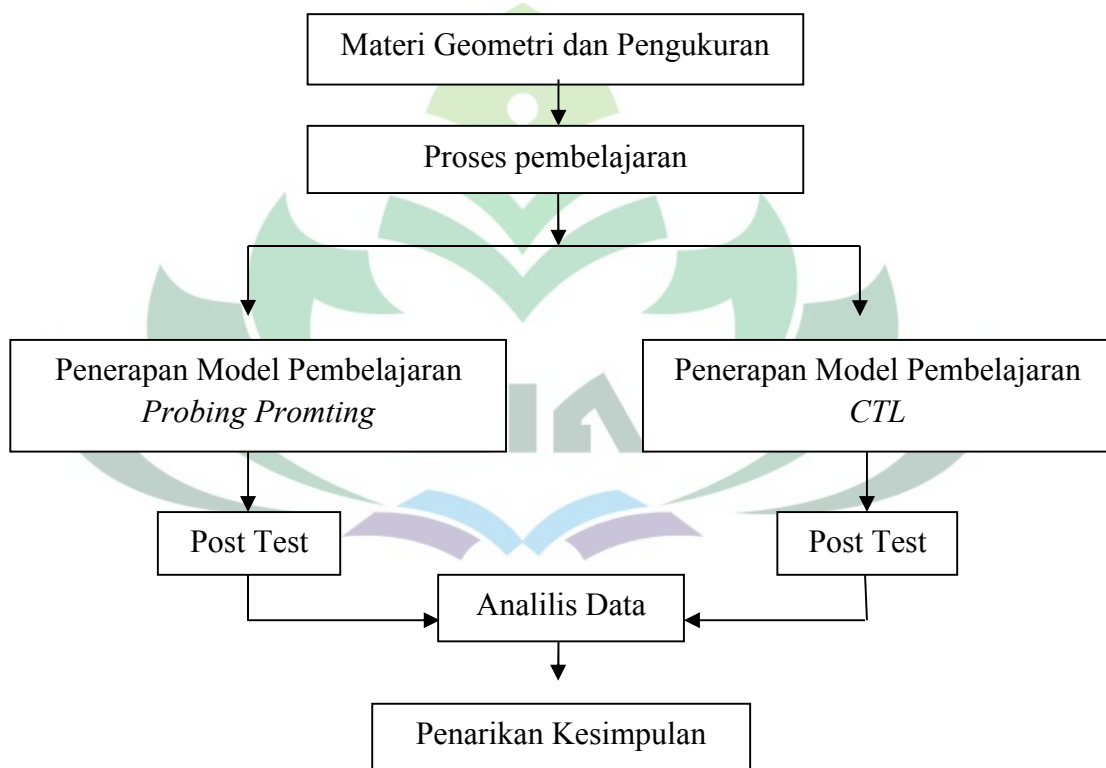 Materi Geometri dan Pengukuran
Proses pembelajaran
Penerapan Model Pembelajaran
Probing Promting
Penerapan Model Pembelajaran
CTL
Post Test
Post Test
Analilis Data
Penarikan Kesimpulan